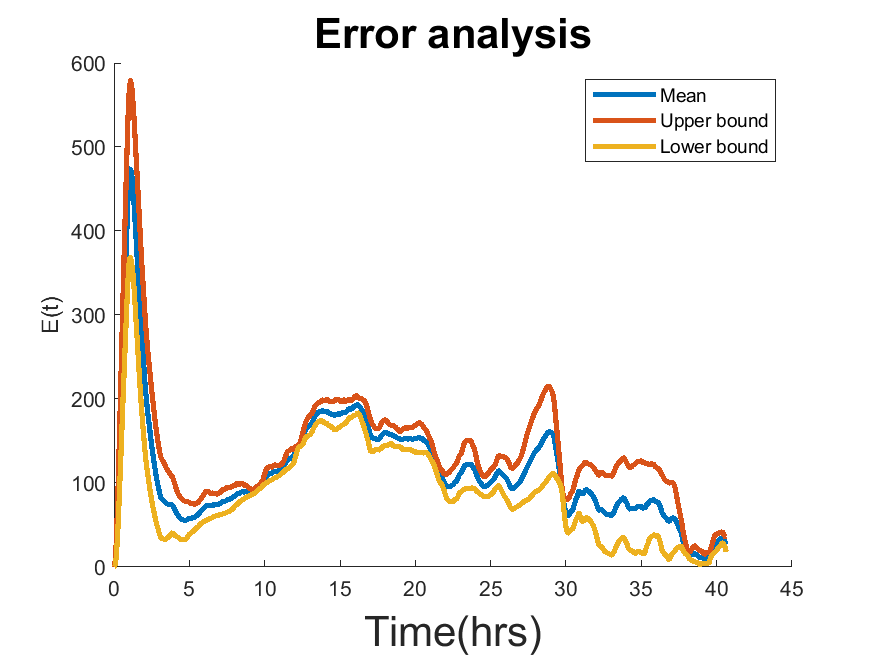 Error analysis
600
500
400
300
200
100
0
E(t)
Mean
Upper bound
Lower bound
0 5 10 15 20 25 30 35 40 45
Time(hrs)